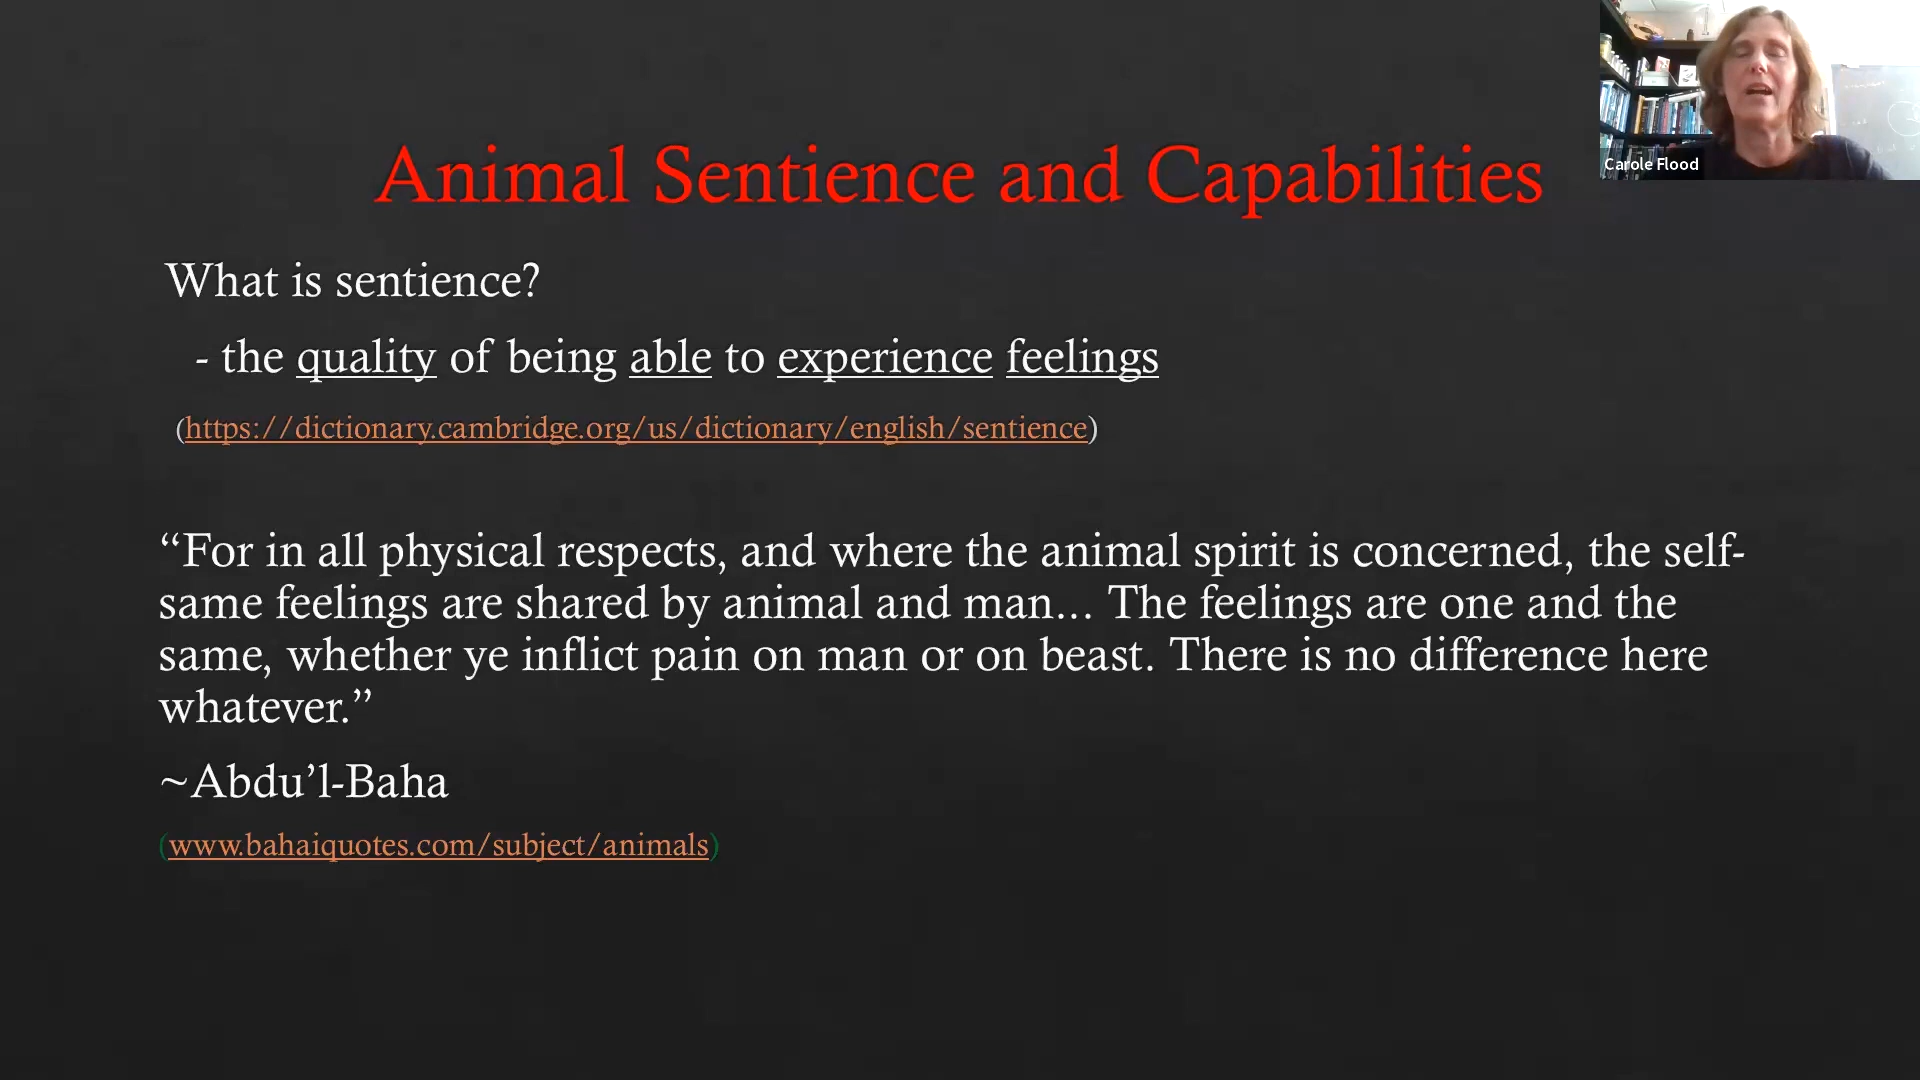 Carole Flood
Animal Sentience and Capabilities
What is sentience?
- the quality of being able to experience feelings
(https://dictionary.cambridge.org/us/dictionary/english/sentience)
“For in all physical respects, and where the animal spirit is concerned, the self-
same feelings are shared by animal and man... The feelings are one and the
same, whether ye inflict pain on man or on beast. There is no difference here
whatever.”
~Abdu’l-Baha
(www.bahaiquotes.com/subject/animals)